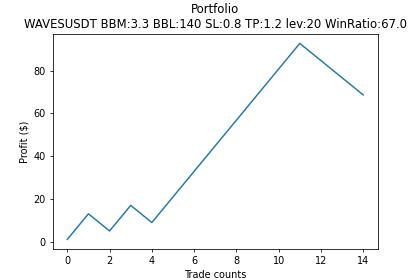 Portfolio
WAVESUSDT BBM:3.3 BBL:140 SL:0.8 TP:1.2 lev:20 WinRatio:67.0
Profit ($)
80
60
40
20
0
0 2 4 6 8 10 12 14
Trade counts